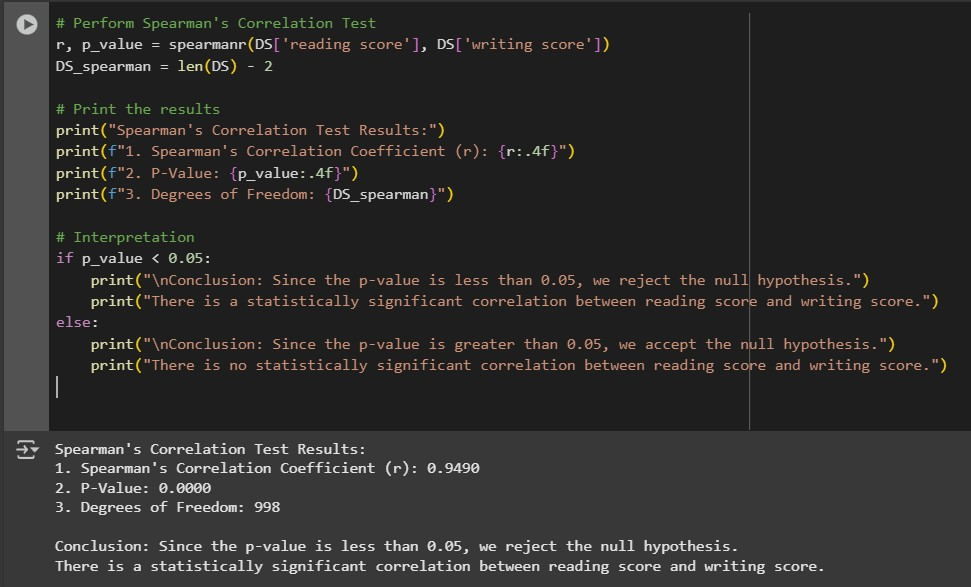 # Perform Spearman's Correlation Test
r, p_value = spearmanr(DS['reading score'], DS['writing score'])
DS_spearman = len(DS) - 2

# Print the results
print("Spearman's Correlation Test Results:")
print(f"1. Spearman's Correlation Coefficient (r): {r:.4f}")
print(f"2. P-Value: {p_value:.4f}")
print(f"3. Degrees of Freedom: {DS_spearman}")

# Interpretation
if p_value < 0.05:
    print("\nConclusion: Since the p-value is less than 0.05, we reject the null hypothesis.")
    print("There is a statistically significant correlation between reading score and writing score.")
else:
    print("\nConclusion: Since the p-value is greater than 0.05, we accept the null hypothesis.")
    print("There is no statistically significant correlation between reading score and writing score.")

Spearman's Correlation Test Results:
1. Spearman's Correlation Coefficient (r): 0.9490
2. P-Value: 0.0000
3. Degrees of Freedom: 998

Conclusion: Since the p-value is less than 0.05, we reject the null hypothesis.
There is a statistically significant correlation between reading score and writing score.